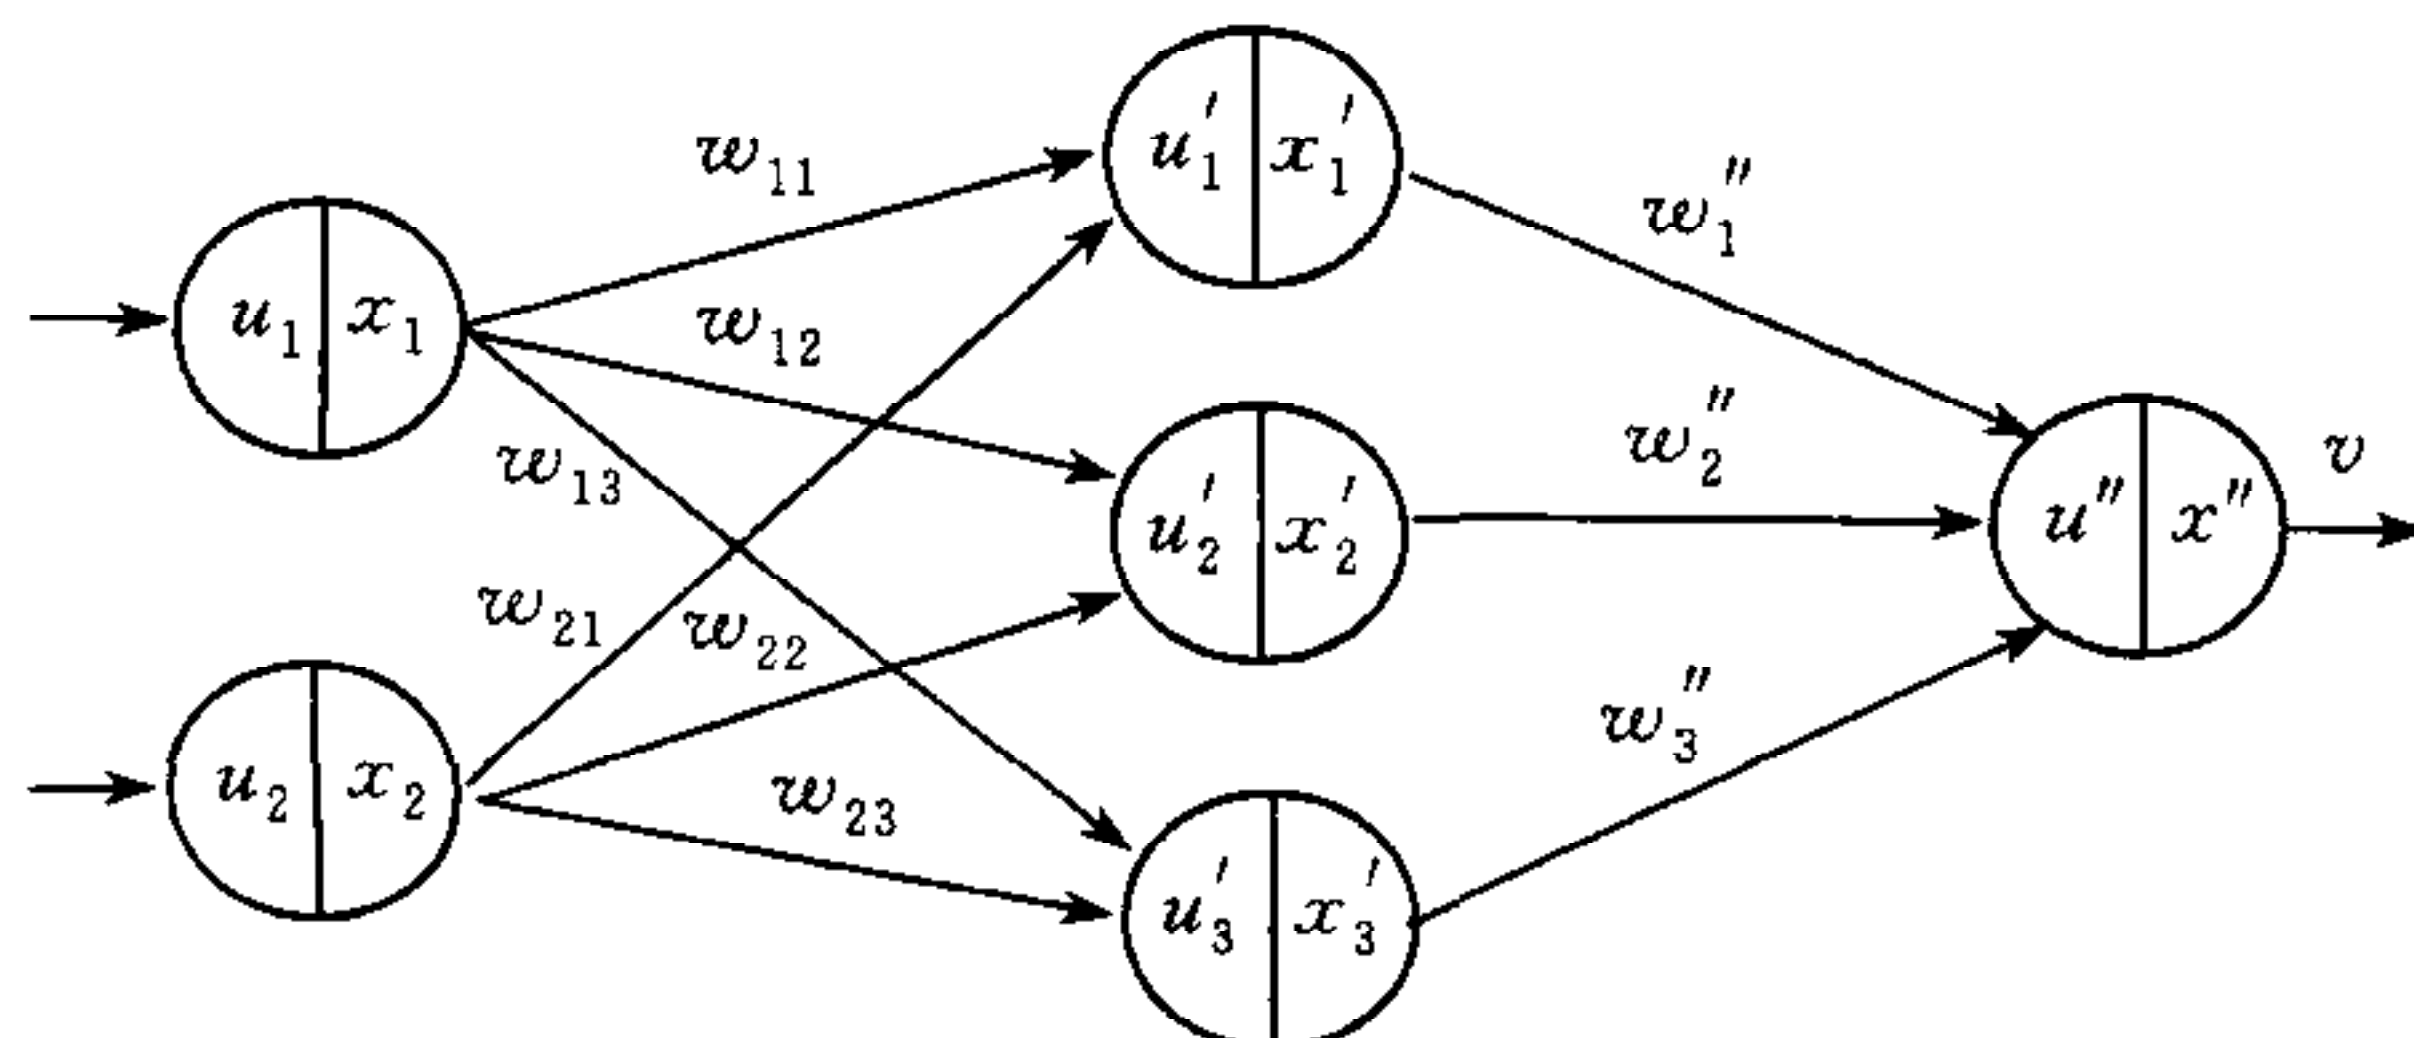 u₁ x₁
u₂ x₂
w₁₁
w₁₂
w₁₃
w₂₁
w₂₂
w₂₃
u₁′ x₁′
u₂′ x₂′
u₃′ x₃′
w₁″
w₂″
w₃″
u″ x″
v